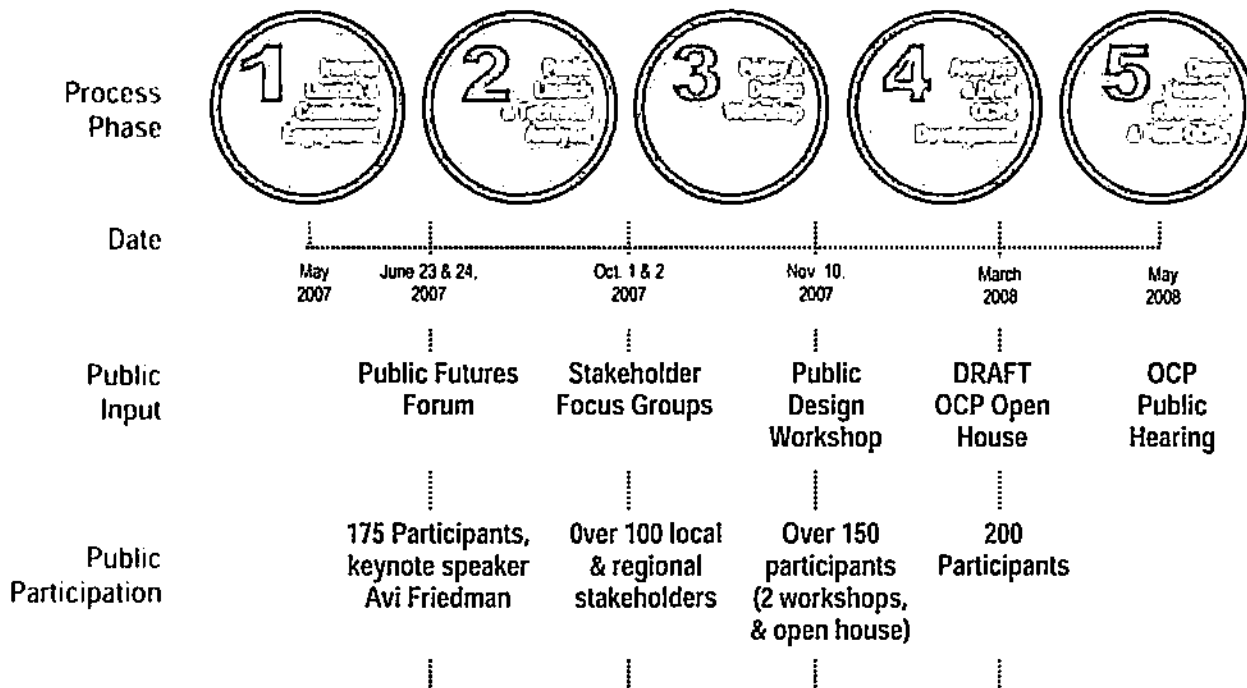 Process
Phase
1
2
3
4
5
Development
Date
May
2007
June 23 & 24,
2007
Oct. 1 & 2
2007
Nov 10,
2007
March
2008
May
2008
Public
Input
Public Futures
Forum
Stakeholder
Focus Groups
Public
Design
Workshop
DRAFT
OCP Open
House
OCP
Public
Hearing
Public
Participation
175 Participants,
keynote speaker
Avi Friedman
Over 100 local
& regional
stakeholders
Over 150
participants
(2 workshops,
& open house)
200
Participants